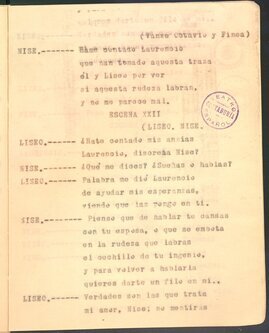 (Vanse Octavio y Finea)
NISE.---------- Hame contado Laurencio
que han tomado aquesta traza
él y Liseo por ver
si aquesta rudeza labran,
y no me parece mal.
ESCENA XXII
(LISEO, NISE.
LISEO.--------- ¿Hate contado mis ansias
Laurencio, discreta Nise?
NISE.---------- ¿Qué me dices? ¿Sueñas o hablas?
LISEO.--------- Palabra me dió Laurencio
de ayudar mis esperanzas,
viendo que las tengo en ti.
NISE.---------- Pienso que de hablar te cansas
con tu esposa, o que se embota
en la rudeza que labras
el cuchillo de tu ingenio,
y para volver a hablarla
quieres darte un filo en mi..
LISEO.--------- Verdades son las que trata
mi amor, Nise; no mentiras
TEATRO
ESPAÑOL